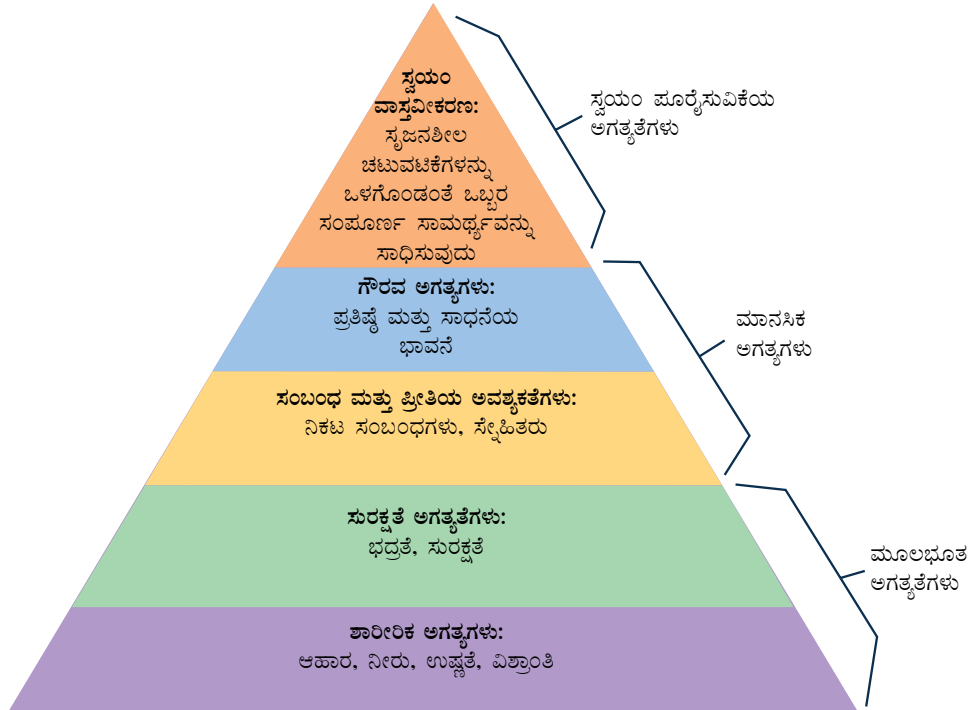 ಸ್ವಯಂ
ವಾಸ್ತವೀಕರಣ:
ಸೃಜನಶೀಲ
ಚಟುವಟಿಕೆಗಳನ್ನು
ಒಳಗೊಂಡಂತೆ ಒಬ್ಬರ
ಸಂಪೂರ್ಣ ಸಾಮರ್ಥ್ಯವನ್ನು
ಸಾಧಿಸುವುದು
ಸ್ವಯಂ ಪೂರೈಸುವಿಕೆಯ
ಅಗತ್ಯತೆಗಳು
ಗೌರವ ಅಗತ್ಯಗಳು:
ಪ್ರತಿಷ್ಠೆ ಮತ್ತು ಸಾಧನೆಯ
ಭಾವನೆ
ಮಾನಸಿಕ
ಅಗತ್ಯಗಳು
ಸಂಬಂಧ ಮತ್ತು ಪ್ರೀತಿಯ ಅವಶ್ಯಕತೆಗಳು:
ನಿಕಟ ಸಂಬಂಧಗಳು, ಸ್ನೇಹಿತರು
ಸುರಕ್ಷತೆ ಅಗತ್ಯತೆಗಳು:
ಭದ್ರತೆ, ಸುರಕ್ಷತೆ
ಮೂಲಭೂತ
ಅಗತ್ಯತೆಗಳು
ಶಾರೀರಿಕ ಅಗತ್ಯಗಳು:
ಆಹಾರ, ನೀರು, ಉಷ್ಣತೆ, ವಿಶ್ರಾಂತಿ